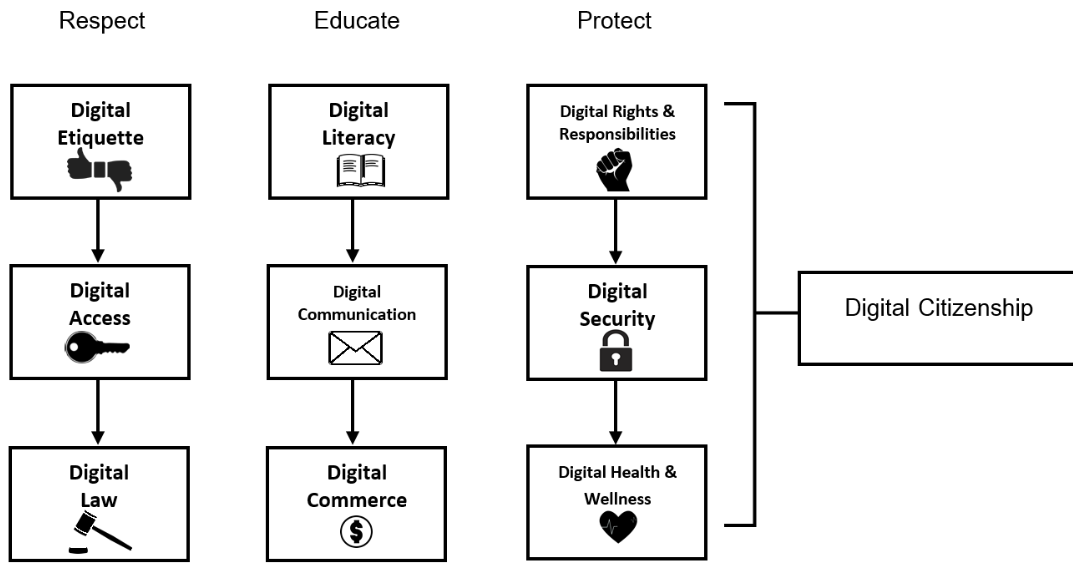 Respect
Educate
Protect
Digital
Etiquette
Digital
Literacy
Digital Rights &
Responsibilities
Digital
Access
Digital
Communication
Digital
Security
Digital Citizenship
Digital
Law
Digital
Commerce
$
Digital Health &
Wellness